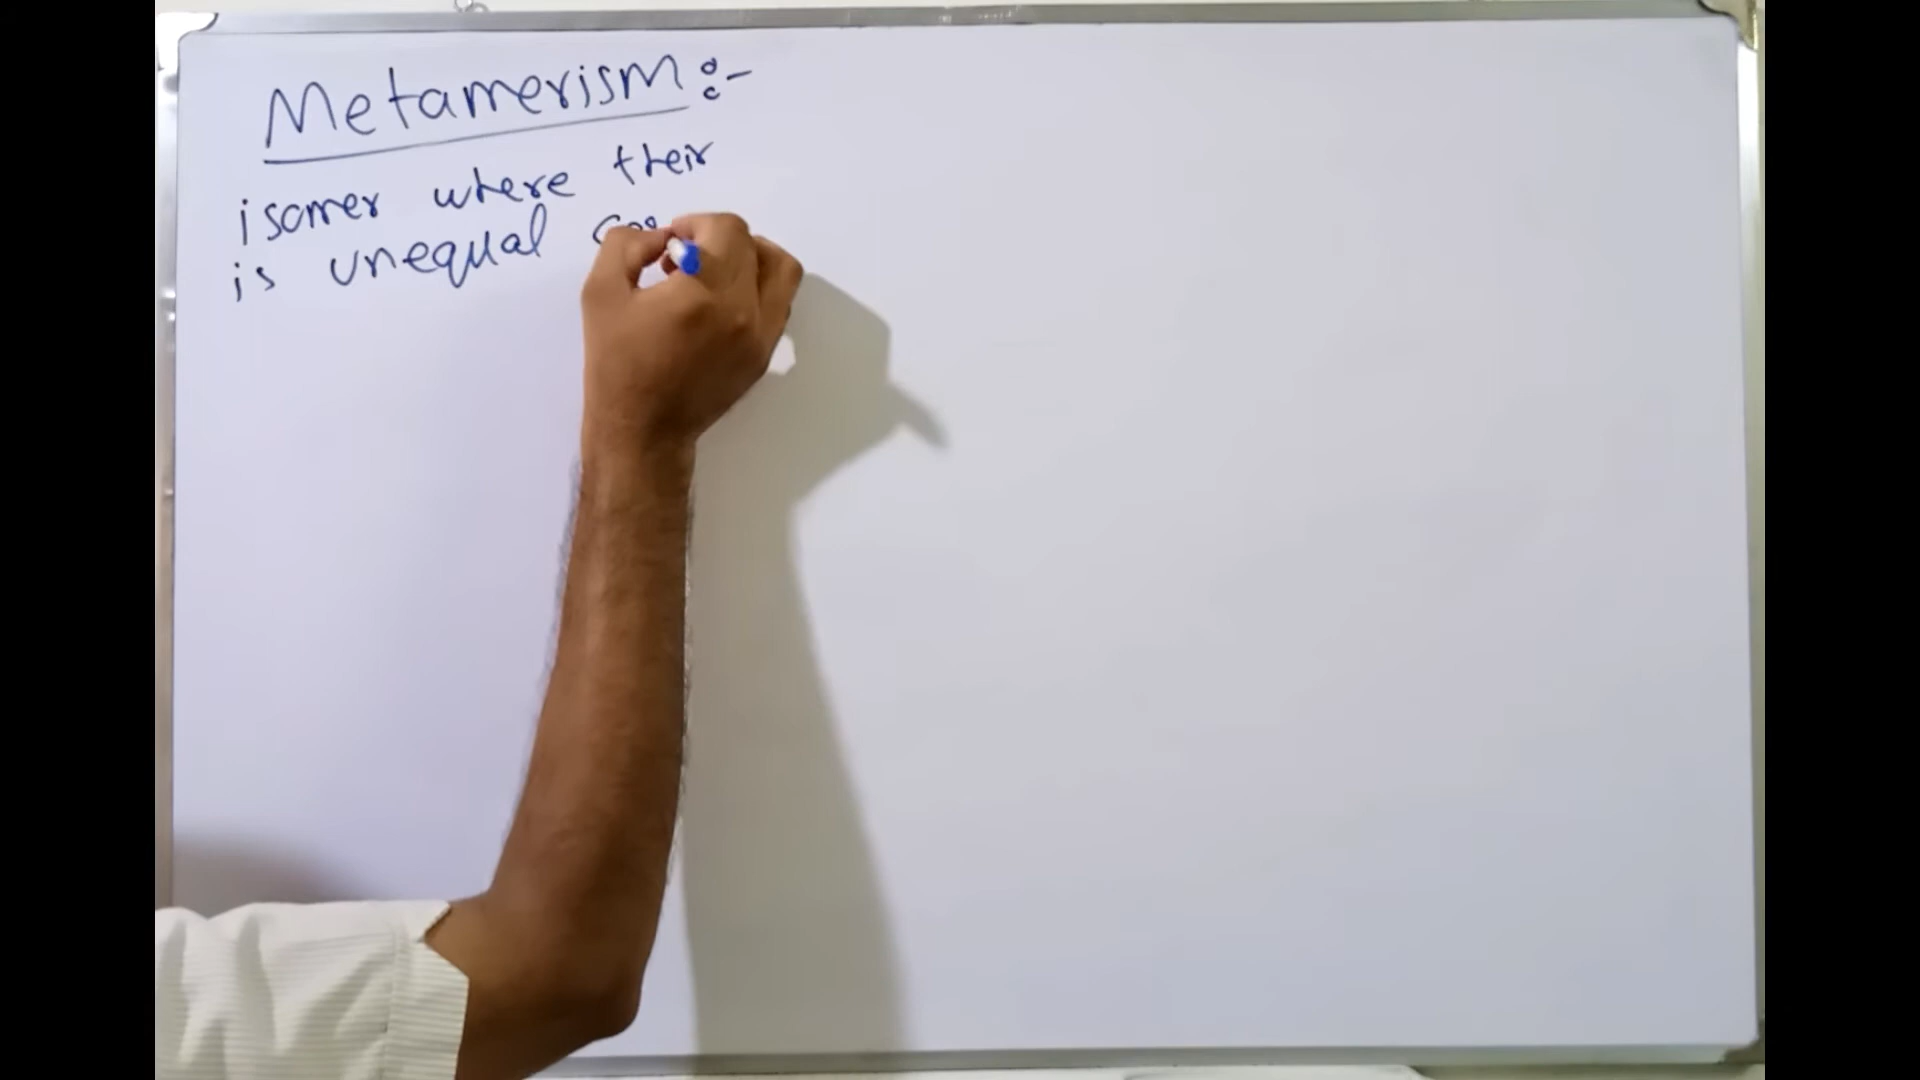 Metamerism :-
isomer where their
is unequal